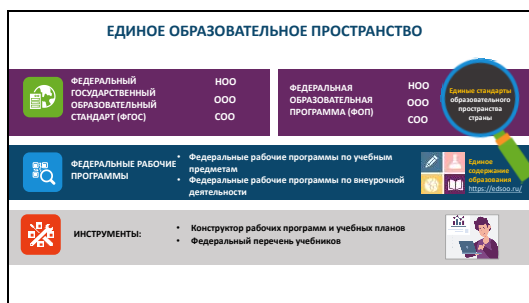 ЕДИНОЕ ОБРАЗОВАТЕЛЬНОЕ ПРОСТРАНСТВО
ФЕДЕРАЛЬНЫЙ
ГОСУДАРСТВЕННЫЙ
ОБРАЗОВАТЕЛЬНЫЙ
СТАНДАРТ (ФГОС)
НОО
ООО
СОО
ФЕДЕРАЛЬНАЯ
ОБРАЗОВАТЕЛЬНАЯ
ПРОГРАММА (ФОП)
НОО
ООО
СОО
Единые стандарты
образовательного
пространства
страны
ФЕДЕРАЛЬНЫЕ РАБОЧИЕ
ПРОГРАММЫ
• Федеральные рабочие программы по учебным
предметам
• Федеральные рабочие программы по внеурочной
деятельности
Единое
содержание
образования
https://edsoo.ru/
ИНСТРУМЕНТЫ:
• Конструктор рабочих программ и учебных планов
• Федеральный перечень учебников